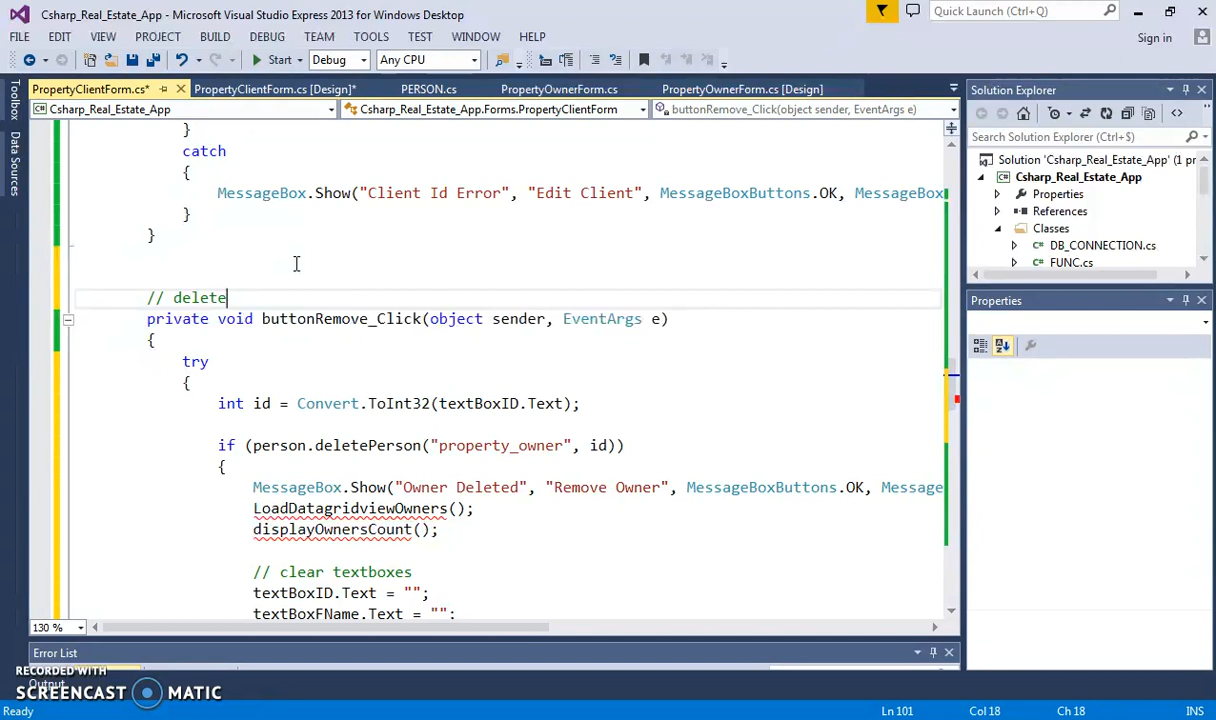 Csharp_Real_Estate_App - Microsoft Visual Studio Express 2013 for Windows Desktop
Quick Launch (Ctrl+Q)
FILE EDIT VIEW PROJECT BUILD DEBUG TEAM TOOLS TEST WINDOW HELP
Sign in
Start Debug Any CPU
PropertyClientForm.cs* PropertyClientForm.cs [Design]* PERSON.cs PropertyOwnerForm.cs PropertyOwnerForm.cs [Design]
Csharp_Real_Estate_App Csharp_Real_Estate_App.Forms.PropertyClientForm buttonRemove_Click(object sender, EventArgs e)
Toolbox
Data Sources
}
catch
{
MessageBox.Show("Client Id Error", "Edit Client", MessageBoxButtons.OK, MessageBox
}
}
// delete
private void buttonRemove_Click(object sender, EventArgs e)
{
try
{
int id = Convert.ToInt32(textBoxID.Text);
if (person.deletePerson("property_owner", id))
{
MessageBox.Show("Owner Deleted", "Remove Owner", MessageBoxButtons.OK, Message
LoadDatagridviewOwners();
displayOwnersCount();
// clear textboxes
textBoxID.Text = "";
textBoxFName.Text = "";
130 %
Error List
Output
Solution Explorer
Search Solution Explorer (Ctrl+$)
Solution 'Csharp_Real_Estate_App' (1 pr
Csharp_Real_Estate_App
Properties
References
Classes
DB_CONNECTION.cs
FUNC.cs
Properties
RECORDED WITH
SCREENCAST MATIC
Ready Ln 101 Col 18 Ch 18 INS